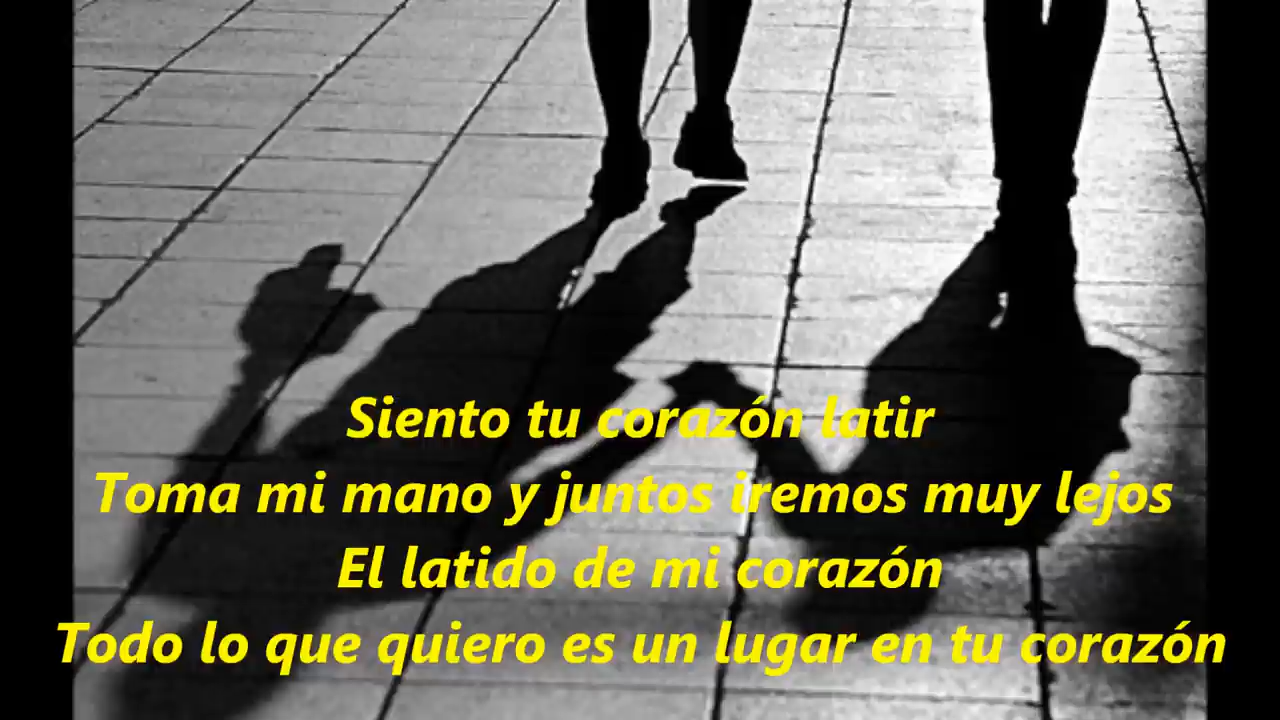 Siento tu corazón latir
Toma mi mano y juntos iremos muy lejos
El latido de mi corazón
Todo lo que quiero es un lugar en tu corazón